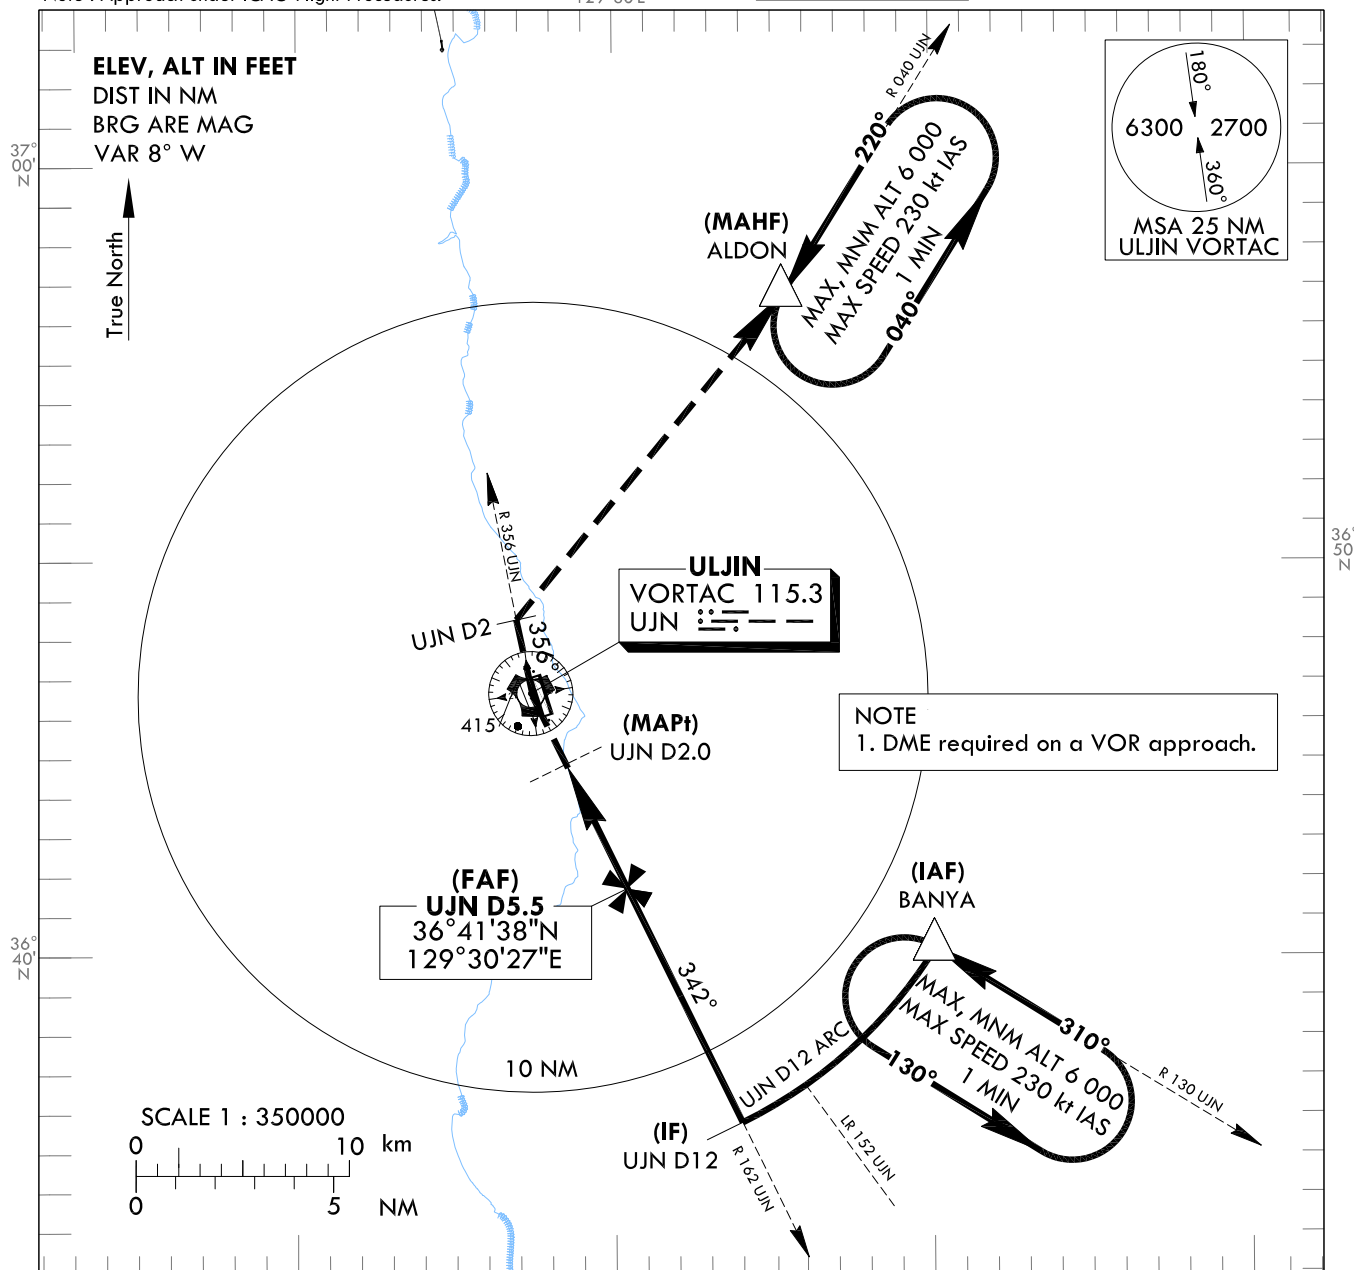 129°30'E
ELEV, ALT IN FEET
DIST IN NM
BRG ARE MAG
VAR 8° W
True North
37°
00'
N
R 040 UJN
220°
MAX, MNM ALT 6 000
MAX SPEED 230 kt IAS
1 MIN
040°
(MAHF)
ALDON
180°
6300
2700
360°
MSA 25 NM
ULJIN VORTAC
R 356 UJN
UJN D2
356°
ULJIN
VORTAC 115.3
UJN
36°
50'
N
415
(MAPt)
UJN D2.0
NOTE
1. DME required on a VOR approach.
(FAF)
UJN D5.5
36°41'38"N
129°30'27"E
36°
40'
N
342°
(IAF)
BANYA
MAX, MNM ALT 6 000
MAX SPEED 230 kt IAS
1 MIN
310°
130°
R 130 UJN
UJN D12 ARC
LR 152 UJN
10 NM
(IF)
UJN D12
R 162 UJN
SCALE 1 : 350000
0 10 km
0 5 NM